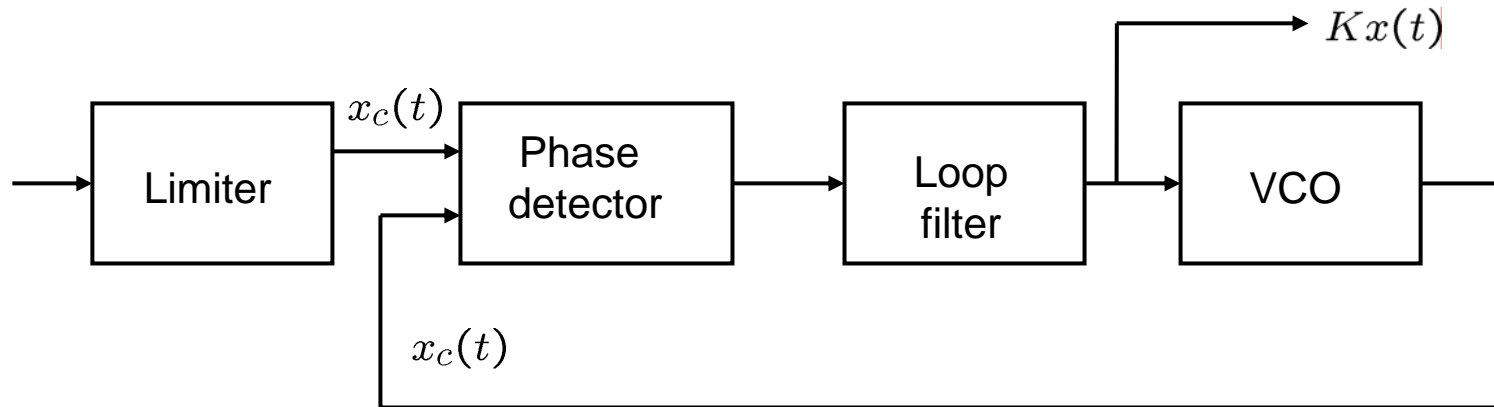 Kx(t)
x_c(t)
Limiter
Phase
detector
Loop
filter
VCO
x_c(t)